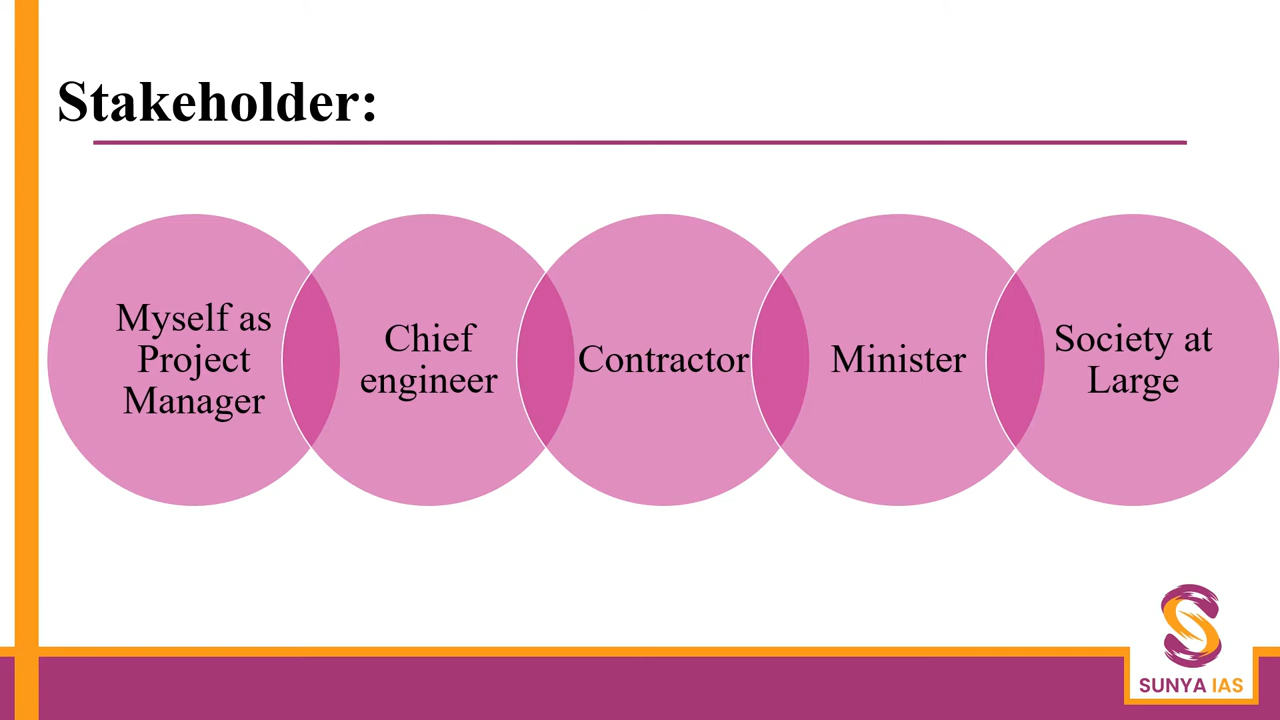 Stakeholder:
Myself as
Project
Manager
Chief
engineer
Contractor
Minister
Society at
Large
SUNYA IAS